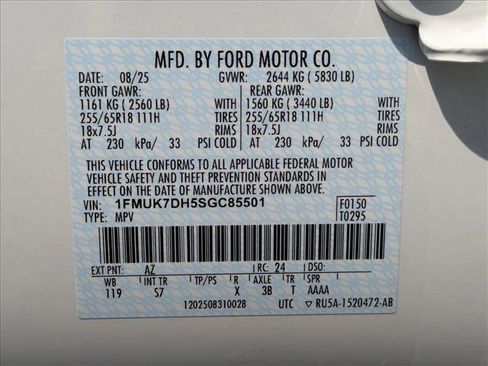 MFD. BY FORD MOTOR CO.
DATE: 08/25 GVWR: 2644 KG ( 5830 LB)
FRONT GAWR: REAR GAWR:
1161 KG ( 2560 LB) WITH 1560 KG ( 3440 LB) WITH
255/65R18 111H TIRES 255/65R18 111H TIRES
18x7.5J RIMS 18x7.5J RIMS
AT 230 kPa/ 33 PSI COLD AT 230 kPa/ 33 PSI COLD
THIS VEHICLE CONFORMS TO ALL APPLICABLE FEDERAL MOTOR
VEHICLE SAFETY AND THEFT PREVENTION STANDARDS IN
EFFECT ON THE DATE OF MANUFACTURE SHOWN ABOVE.
VIN: 1FMUK7DH5SGC85501 F0150
TYPE: MPV T0295
EXT PNT: AZ RC: 24 DSO:
WB INT TR TP/PS R AXLE TR SPR
119 S7 X 3B T AAAA
1202508310028 UTC ▽ RU5A-1520472-AB